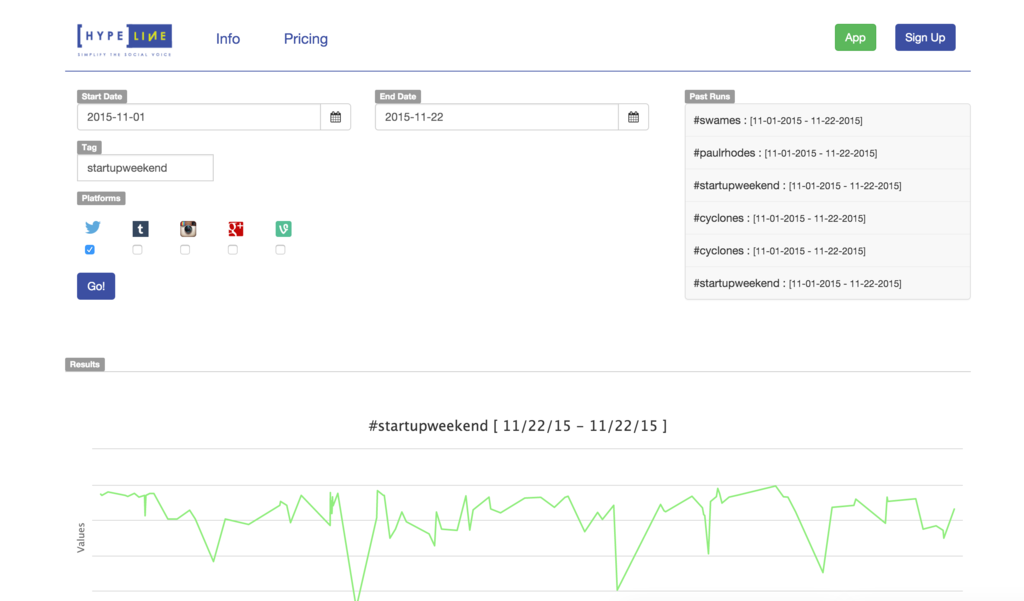 [HYPE LINE
SIMPLIFY THE SOCIAL VOICE
Info
Pricing
App
Sign Up
Start Date
2015-11-01
End Date
2015-11-22
Tag
startupweekend
Platforms
Go!
Past Runs
#swames : [11-01-2015 - 11-22-2015]
#paulrhodes : [11-01-2015 - 11-22-2015]
#startupweekend : [11-01-2015 - 11-22-2015]
#cyclones : [11-01-2015 - 11-22-2015]
#cyclones : [11-01-2015 - 11-22-2015]
#startupweekend : [11-01-2015 - 11-22-2015]
Results
#startupweekend [ 11/22/15 - 11/22/15 ]
Values